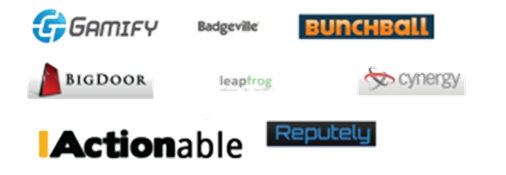 GAMIFY
Badgeville
BUNCHBALL
BIGDOOR
leapfrog
cynergy
Actionable
Reputely